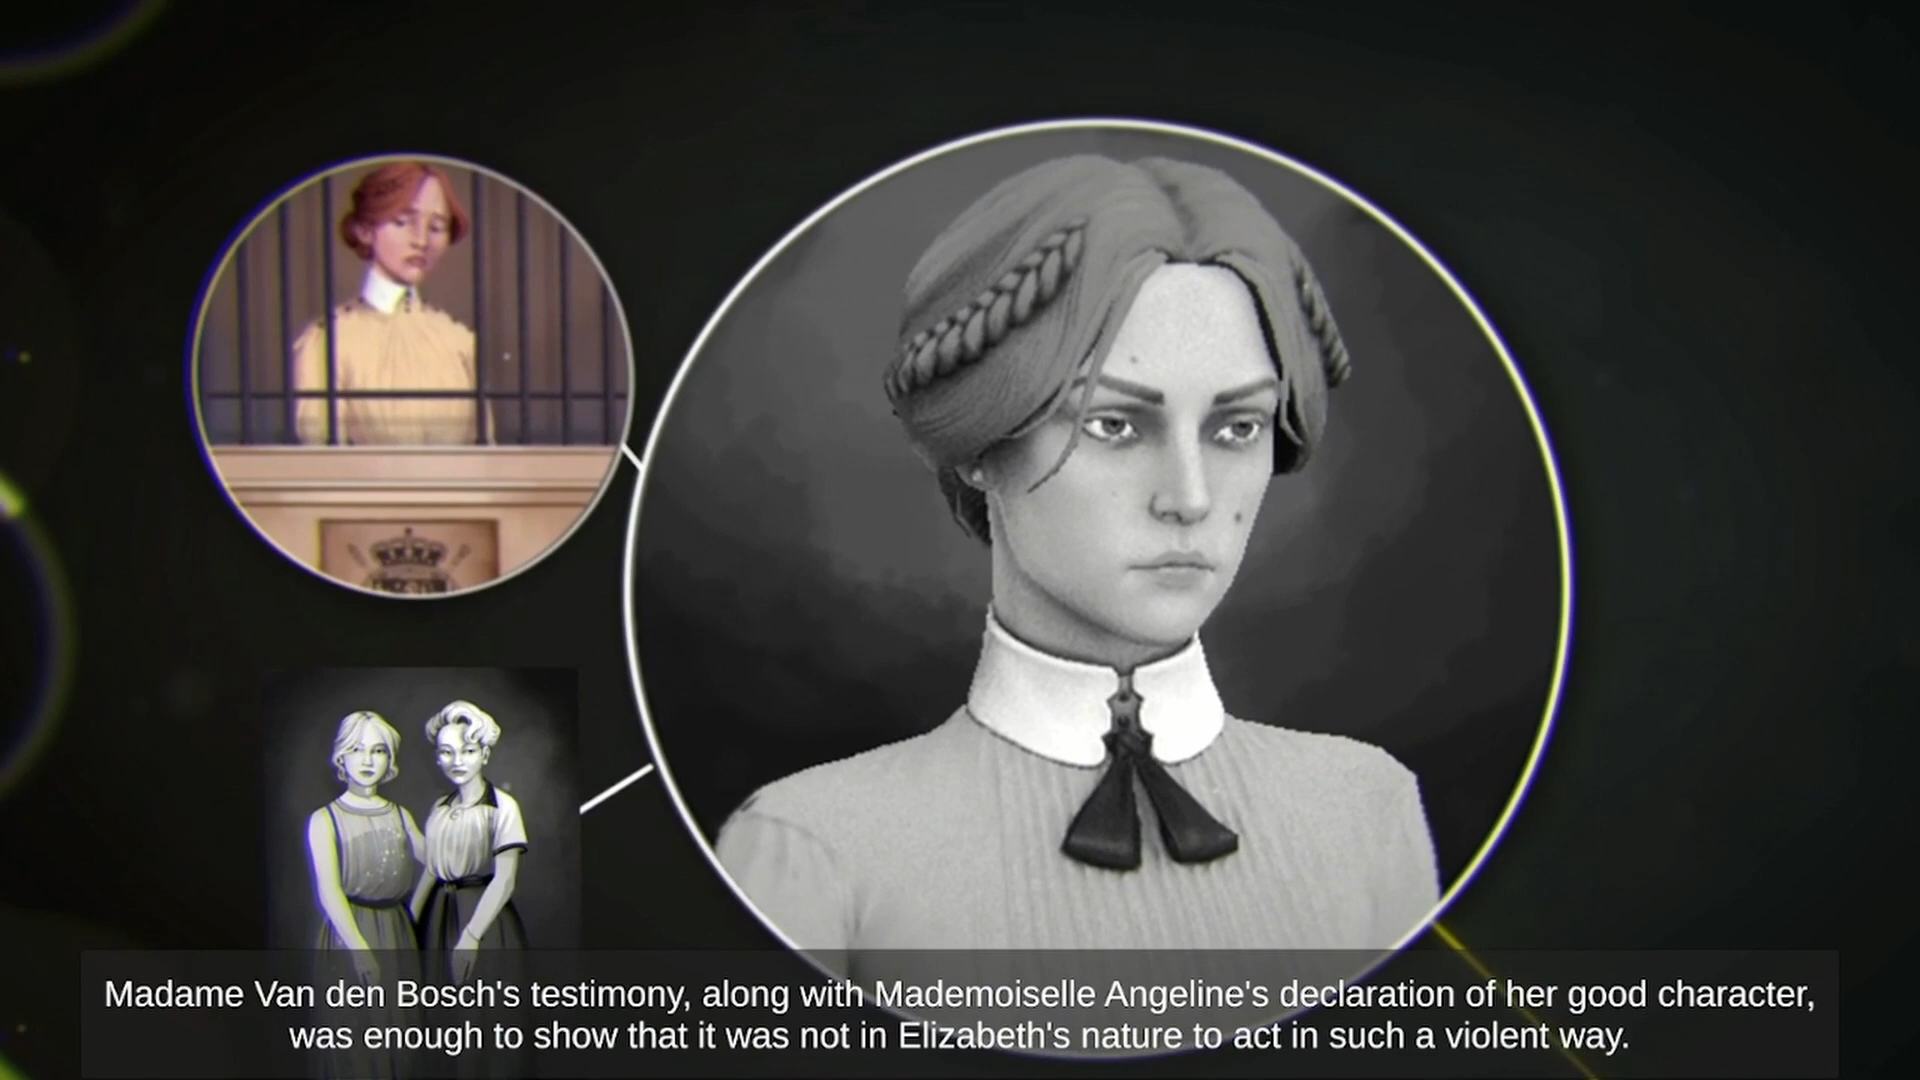 Madame Van den Bosch's testimony, along with Mademoiselle Angeline's declaration of her good character,
was enough to show that it was not in Elizabeth's nature to act in such a violent way.